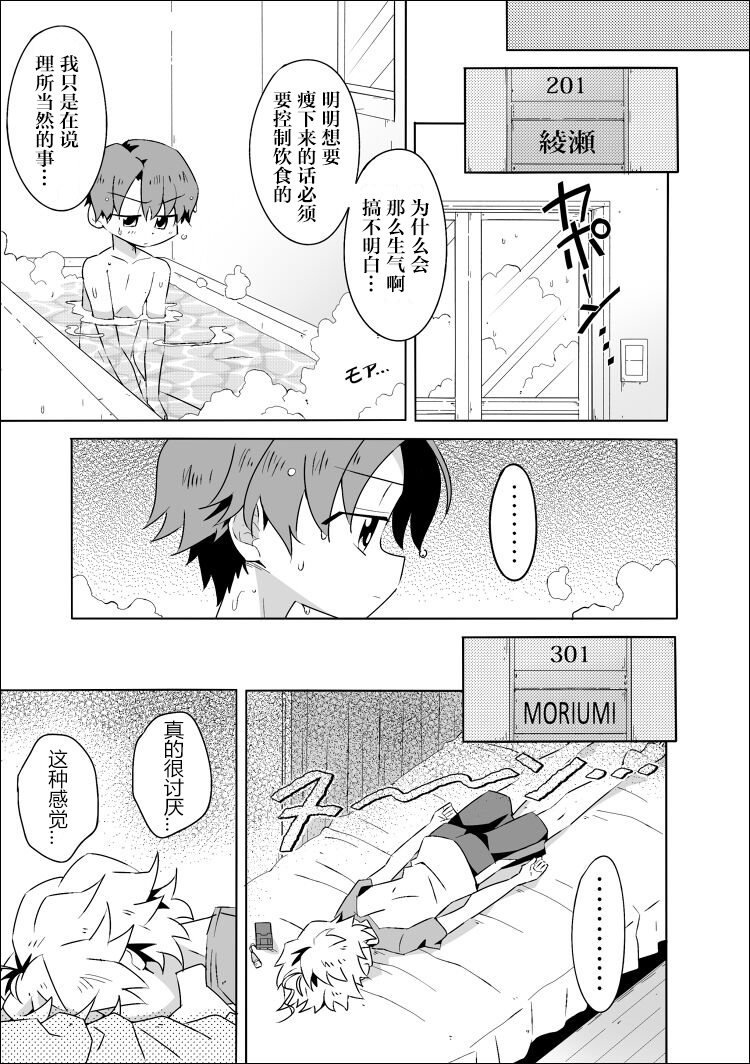 201
綾瀬
カポーン…
为什么会
那么生气啊
搞不明白…
明明想要
瘦下来的话必须
要控制饮食的
我只是在说
理所当然的事…
モァ…
………
301
MORIUMI
ズーーン…
………
真的很讨厌…
这种感觉…